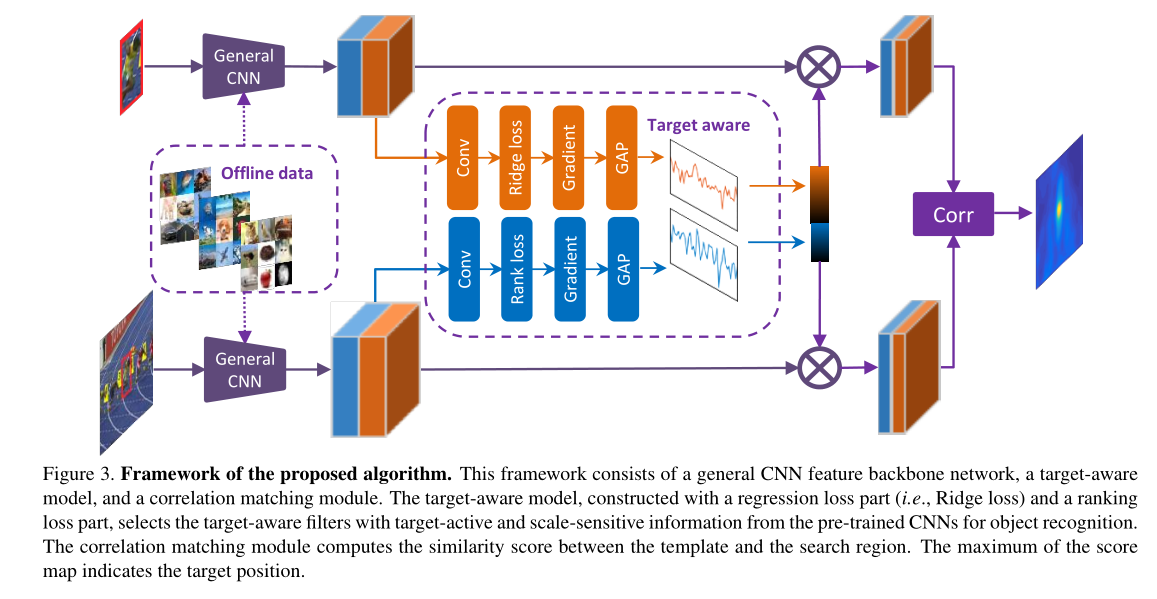 General
CNN
Offline data
General
CNN
Conv
Ridge loss
Gradient
GAP
Target aware
Conv
Rank loss
Gradient
GAP
Corr
Figure 3. Framework of the proposed algorithm. This framework consists of a general CNN feature backbone network, a target-aware
model, and a correlation matching module. The target-aware model, constructed with a regression loss part (i.e., Ridge loss) and a ranking
loss part, selects the target-aware filters with target-active and scale-sensitive information from the pre-trained CNNs for object recognition.
The correlation matching module computes the similarity score between the template and the search region. The maximum of the score
map indicates the target position.